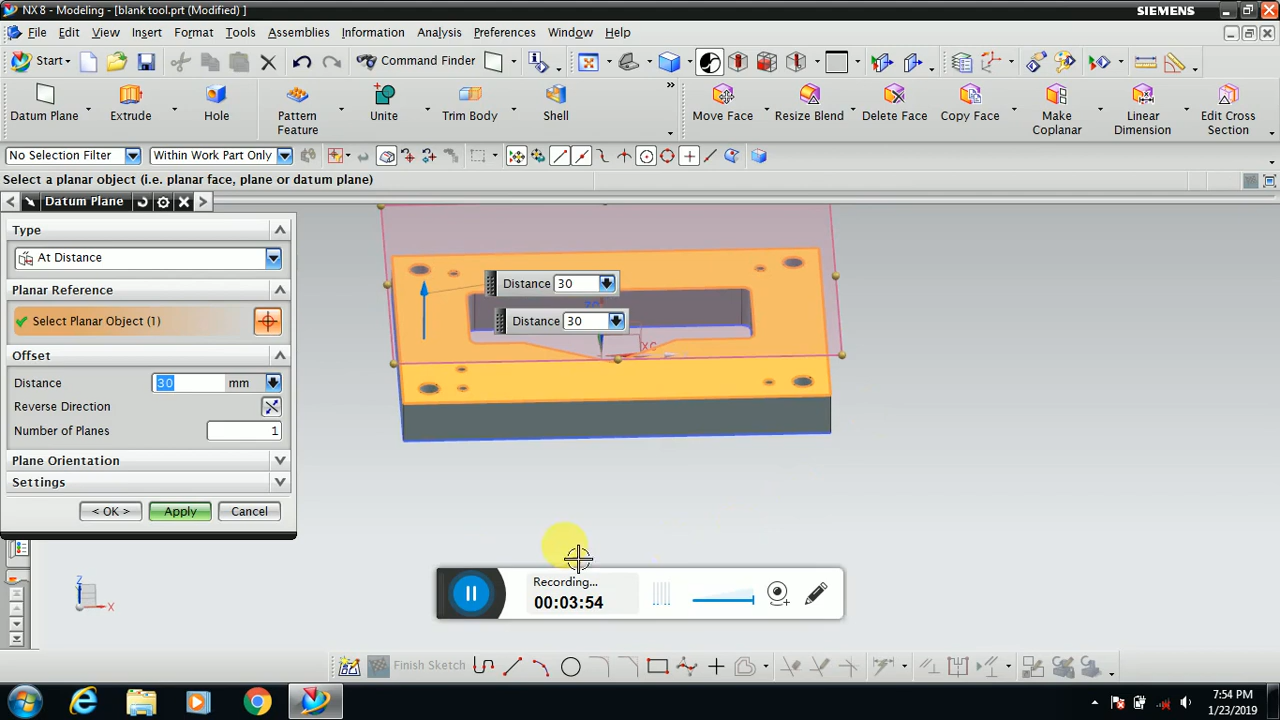 NX 8 - Modeling - [blank tool.prt (Modified) ]
SIEMENS
File Edit View Insert Format Tools Assemblies Information Analysis Preferences Window Help
Start Command Finder
Datum Plane Extrude Hole Pattern Feature Unite Trim Body Shell » Move Face Resize Blend Delete Face Copy Face Make Coplanar Linear Dimension Edit Cross Section
No Selection Filter Within Work Part Only
Select a planar object (i.e. planar face, plane or datum plane)
Datum Plane
Type
At Distance
Planar Reference
Select Planar Object (1)
Offset
Distance 30 mm
Reverse Direction
Number of Planes 1
Plane Orientation
Settings
< OK > Apply Cancel
Distance 30
Distance 30
XC
Z
X
Recording...
00:03:54
Finish Sketch
7:54 PM
1/23/2019